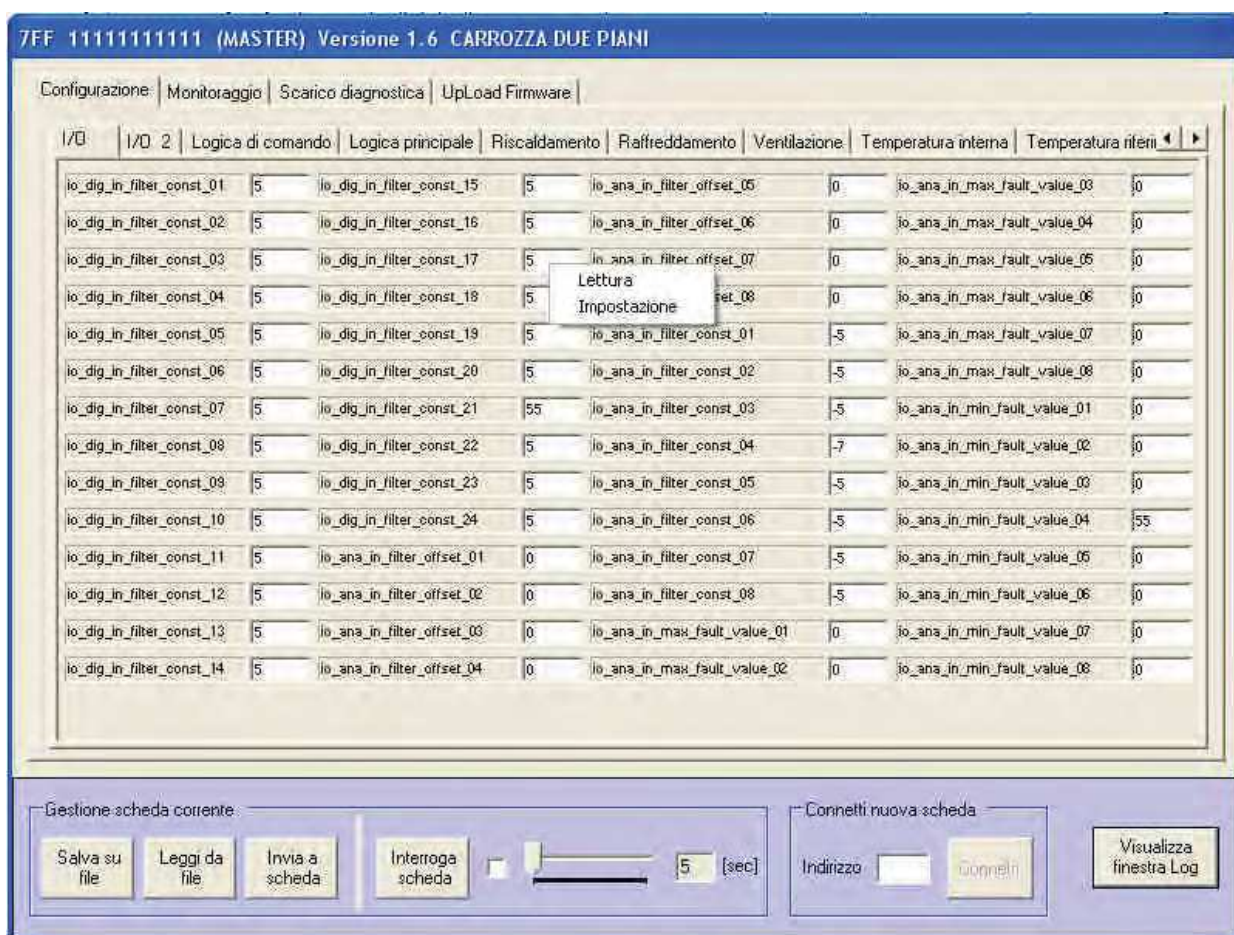 7FF 11111111111 (MASTER) Versione 1.6 CARROZZA DUE PIANI
Configurazione Monitoraggio Scarico diagnostica UpLoad Firmware
I/O I/O 2 Logica di comando Logica principale Riscaldamento Raffreddamento Ventilazione Temperatura interna Temperatura riferi
io_dig_in_filter_const_01 5 io_dig_in_filter_const_15 5 io_ana_in_filter_offset_05 0 io_ana_in_max_fault_value_03 0
io_dig_in_filter_const_02 5 io_dig_in_filter_const_16 5 io_ana_in_filter_offset_06 0 io_ana_in_max_fault_value_04 0
io_dig_in_filter_const_03 5 io_dig_in_filter_const_17 5 io_ana_in_filter_offset_07 0 io_ana_in_max_fault_value_05 0
Lettura
io_dig_in_filter_const_04 5 io_dig_in_filter_const_18 5 set_08 0 io_ana_in_max_fault_value_06 0
Impostazione
io_dig_in_filter_const_05 5 io_dig_in_filter_const_19 5 io_ana_in_filter_const_01 -5 io_ana_in_max_fault_value_07 0
io_dig_in_filter_const_06 5 io_dig_in_filter_const_20 5 io_ana_in_filter_const_02 -5 io_ana_in_max_fault_value_08 0
io_dig_in_filter_const_07 5 io_dig_in_filter_const_21 55 io_ana_in_filter_const_03 -5 io_ana_in_min_fault_value_01 0
io_dig_in_filter_const_08 5 io_dig_in_filter_const_22 5 io_ana_in_filter_const_04 -7 io_ana_in_min_fault_value_02 0
io_dig_in_filter_const_09 5 io_dig_in_filter_const_23 5 io_ana_in_filter_const_05 -5 io_ana_in_min_fault_value_03 0
io_dig_in_filter_const_10 5 io_dig_in_filter_const_24 5 io_ana_in_filter_const_06 -5 io_ana_in_min_fault_value_04 55
io_dig_in_filter_const_11 5 io_ana_in_filter_offset_01 0 io_ana_in_filter_const_07 -5 io_ana_in_min_fault_value_05 0
io_dig_in_filter_const_12 5 io_ana_in_filter_offset_02 0 io_ana_in_filter_const_08 -5 io_ana_in_min_fault_value_06 0
io_dig_in_filter_const_13 5 io_ana_in_filter_offset_03 0 io_ana_in_max_fault_value_01 0 io_ana_in_min_fault_value_07 0
io_dig_in_filter_const_14 5 io_ana_in_filter_offset_04 0 io_ana_in_max_fault_value_02 0 io_ana_in_min_fault_value_08 0
Gestione scheda corrente
Salva su
file
Leggi da
file
Invia a
scheda
Interroga
scheda
5 [sec]
Connetti nuova scheda
Indirizzo
Connetti
Visualizza
finestra Log